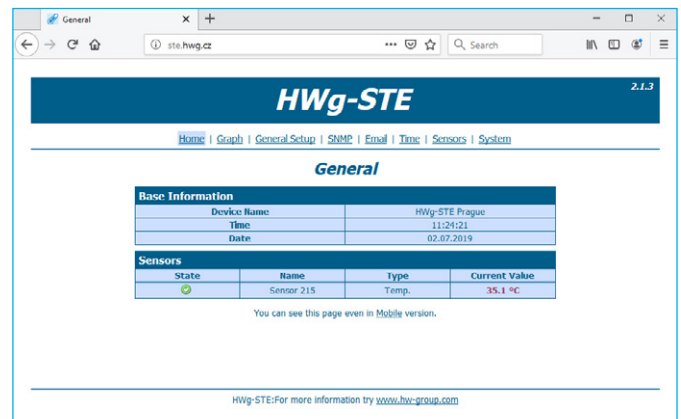 General
ste.hwg.cz
Search
2.1.3
HWg-STE
Home | Graph | General Setup | SNMP | Email | Time | Sensors | System
General
Base Information
Device Name HWg-STE Prague
Time 11:24:21
Date 02.07.2019
Sensors
State Name Type Current Value
Sensor 215 Temp. 35.1 °C
You can see this page even in Mobile version.
HWg-STE:For more information try www.hw-group.com